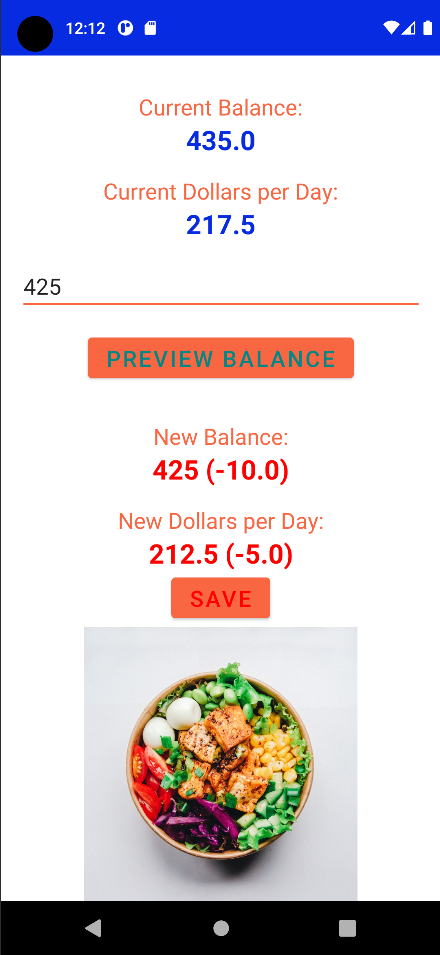 12:12
Current Balance:
435.0
Current Dollars per Day:
217.5
425
PREVIEW BALANCE
New Balance:
425 (-10.0)
New Dollars per Day:
212.5 (-5.0)
SAVE